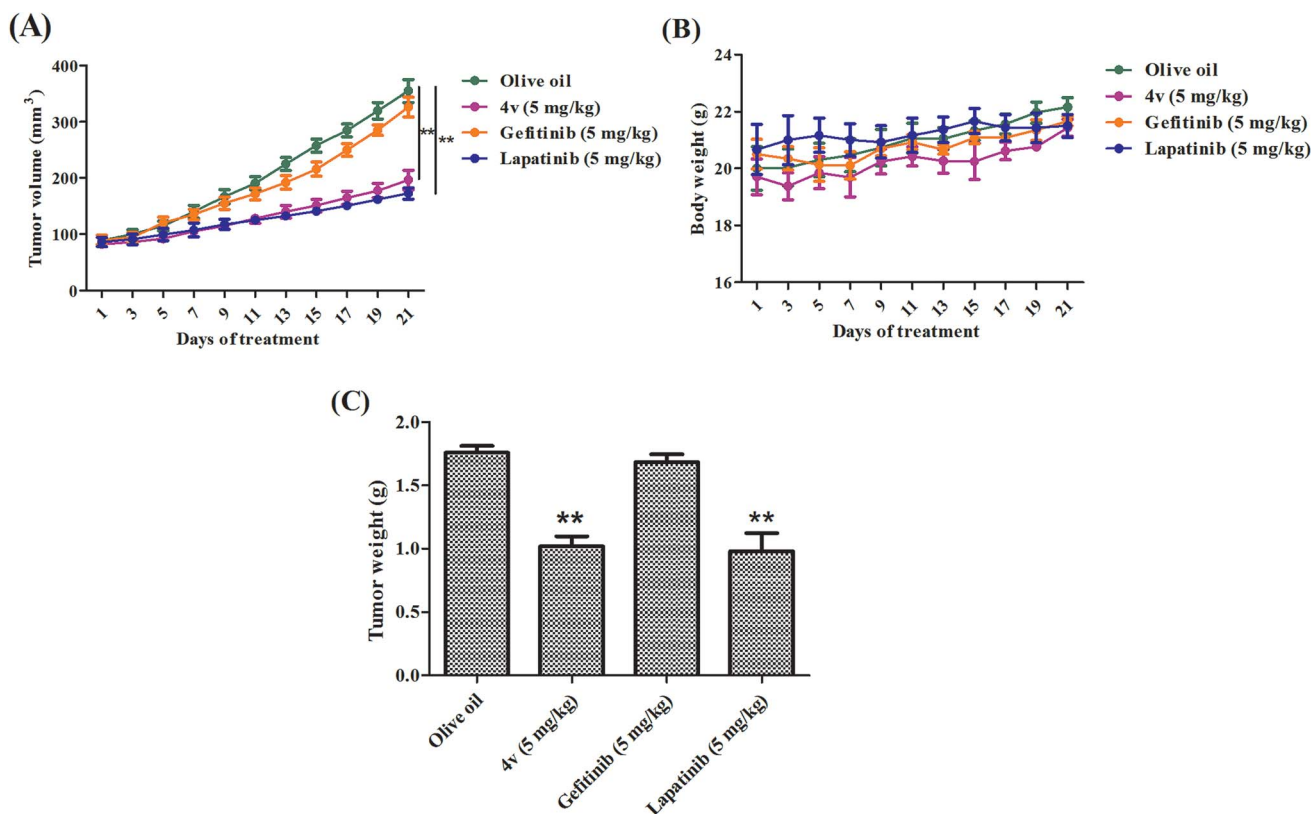 (A)
400
300
200
100
0
Tumor volume (mm³)
1 3 5 7 9 11 13 15 17 19 21
Days of treatment
**
**
Olive oil
4v (5 mg/kg)
Gefitinib (5 mg/kg)
Lapatinib (5 mg/kg)
(B)
24
22
20
18
16
Body weight (g)
1 3 5 7 9 11 13 15 17 19 21
Days of treatment
Olive oil
4v (5 mg/kg)
Gefitinib (5 mg/kg)
Lapatinib (5 mg/kg)
(C)
2.0
1.5
1.0
0.5
0.0
Tumor weight (g)
**
**
Olive oil
4v (5 mg/kg)
Gefitinib (5 mg/kg)
Lapatinib (5 mg/kg)